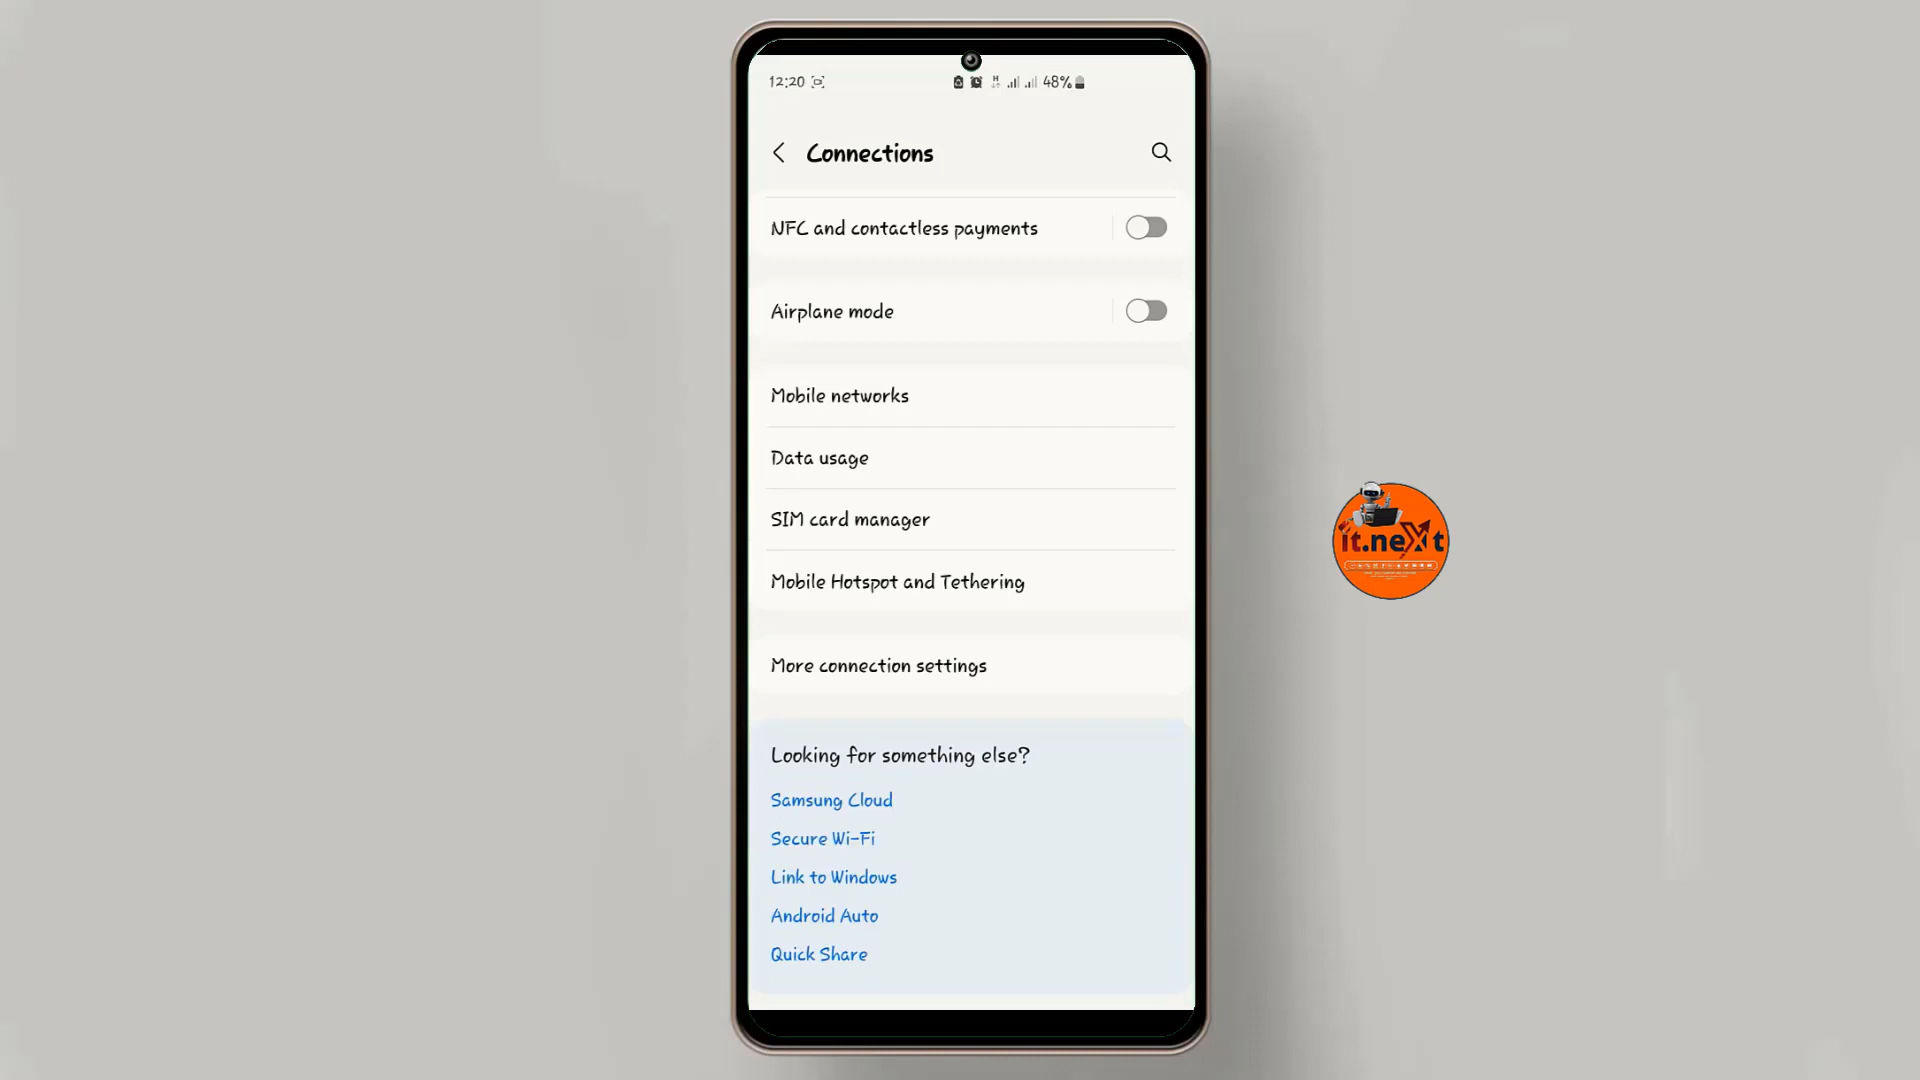 12:20
H
48%
Connections
NFC and contactless payments
Airplane mode
Mobile networks
Data usage
SIM card manager
Mobile Hotspot and Tethering
More connection settings
Looking for something else?
Samsung Cloud
Secure Wi-Fi
Link to Windows
Android Auto
Quick Share
it.neXt